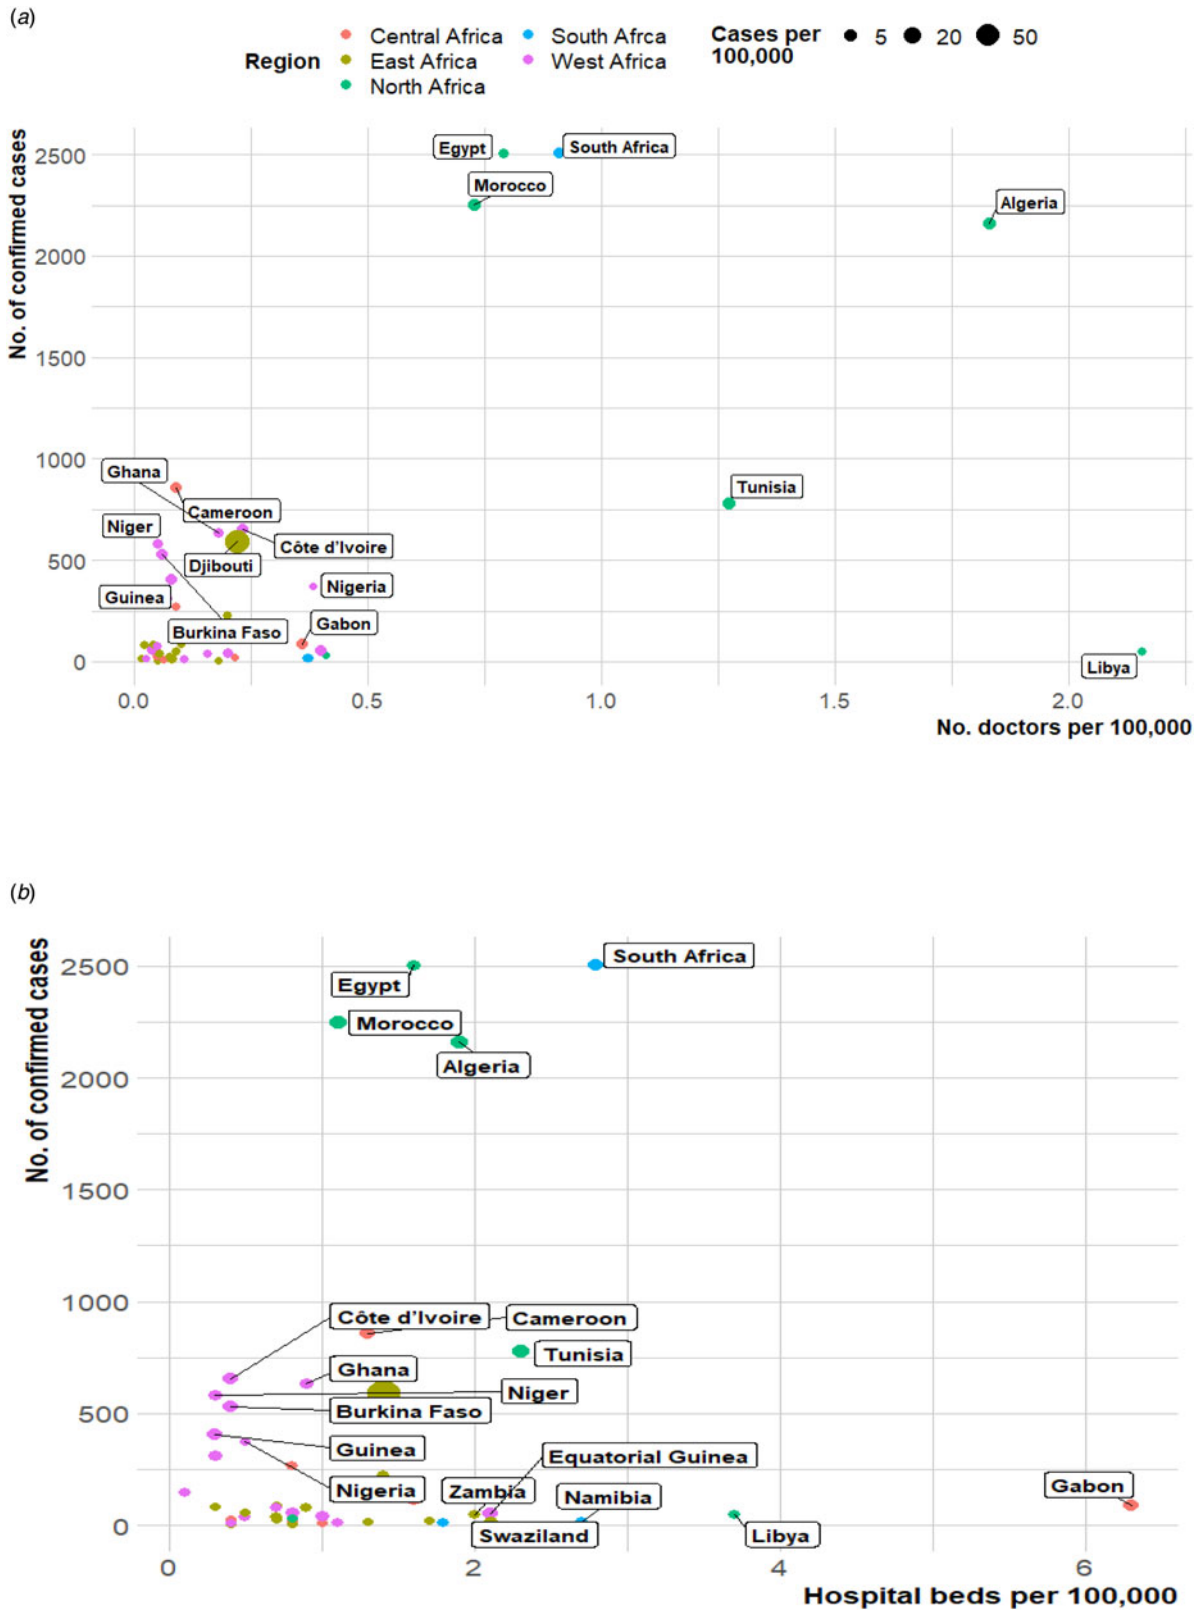 (a)
Region
Central Africa
South Afrca
East Africa
West Africa
North Africa
Cases per
100,000
5
20
50
No. of confirmed cases
2500
2000
1500
1000
500
0
Egypt
South Africa
Morocco
Algeria
Ghana
Cameroon
Tunisia
Niger
Côte d'Ivoire
Djibouti
Nigeria
Guinea
Burkina Faso
Gabon
Libya
0.0
0.5
1.0
1.5
2.0
No. doctors per 100,000
(b)
No. of confirmed cases
2500
2000
1500
1000
500
0
South Africa
Egypt
Morocco
Algeria
Côte d'Ivoire
Cameroon
Tunisia
Ghana
Niger
Burkina Faso
Guinea
Equatorial Guinea
Nigeria
Zambia
Namibia
Gabon
Swaziland
Libya
0
2
4
6
Hospital beds per 100,000